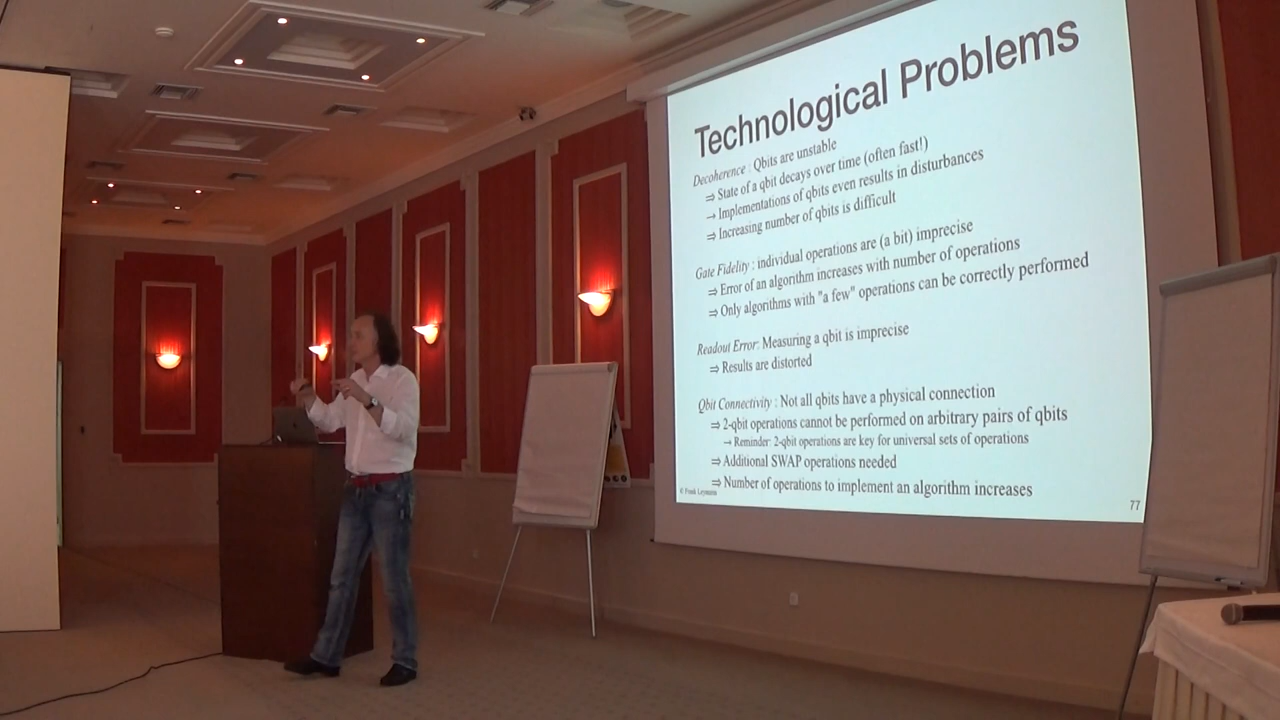 Technological Problems
Decoherence : Qbits are unstable
⇒ State of a qbit decays over time (often fast!)
→ Implementations of qbits even results in disturbances
⇒ Increasing number of qbits is difficult
Gate Fidelity : individual operations are (a bit) imprecise
⇒ Error of an algorithm increases with number of operations
⇒ Only algorithms with "a few" operations can be correctly performed
Readout Error: Measuring a qbit is imprecise
⇒ Results are distorted
Qbit Connectivity : Not all qbits have a physical connection
⇒ 2-qbit operations cannot be performed on arbitrary pairs of qbits
→ Reminder: 2-qbit operations are key for universal sets of operations
⇒ Additional SWAP operations needed
⇒ Number of operations to implement an algorithm increases
© Frank Leymann
77